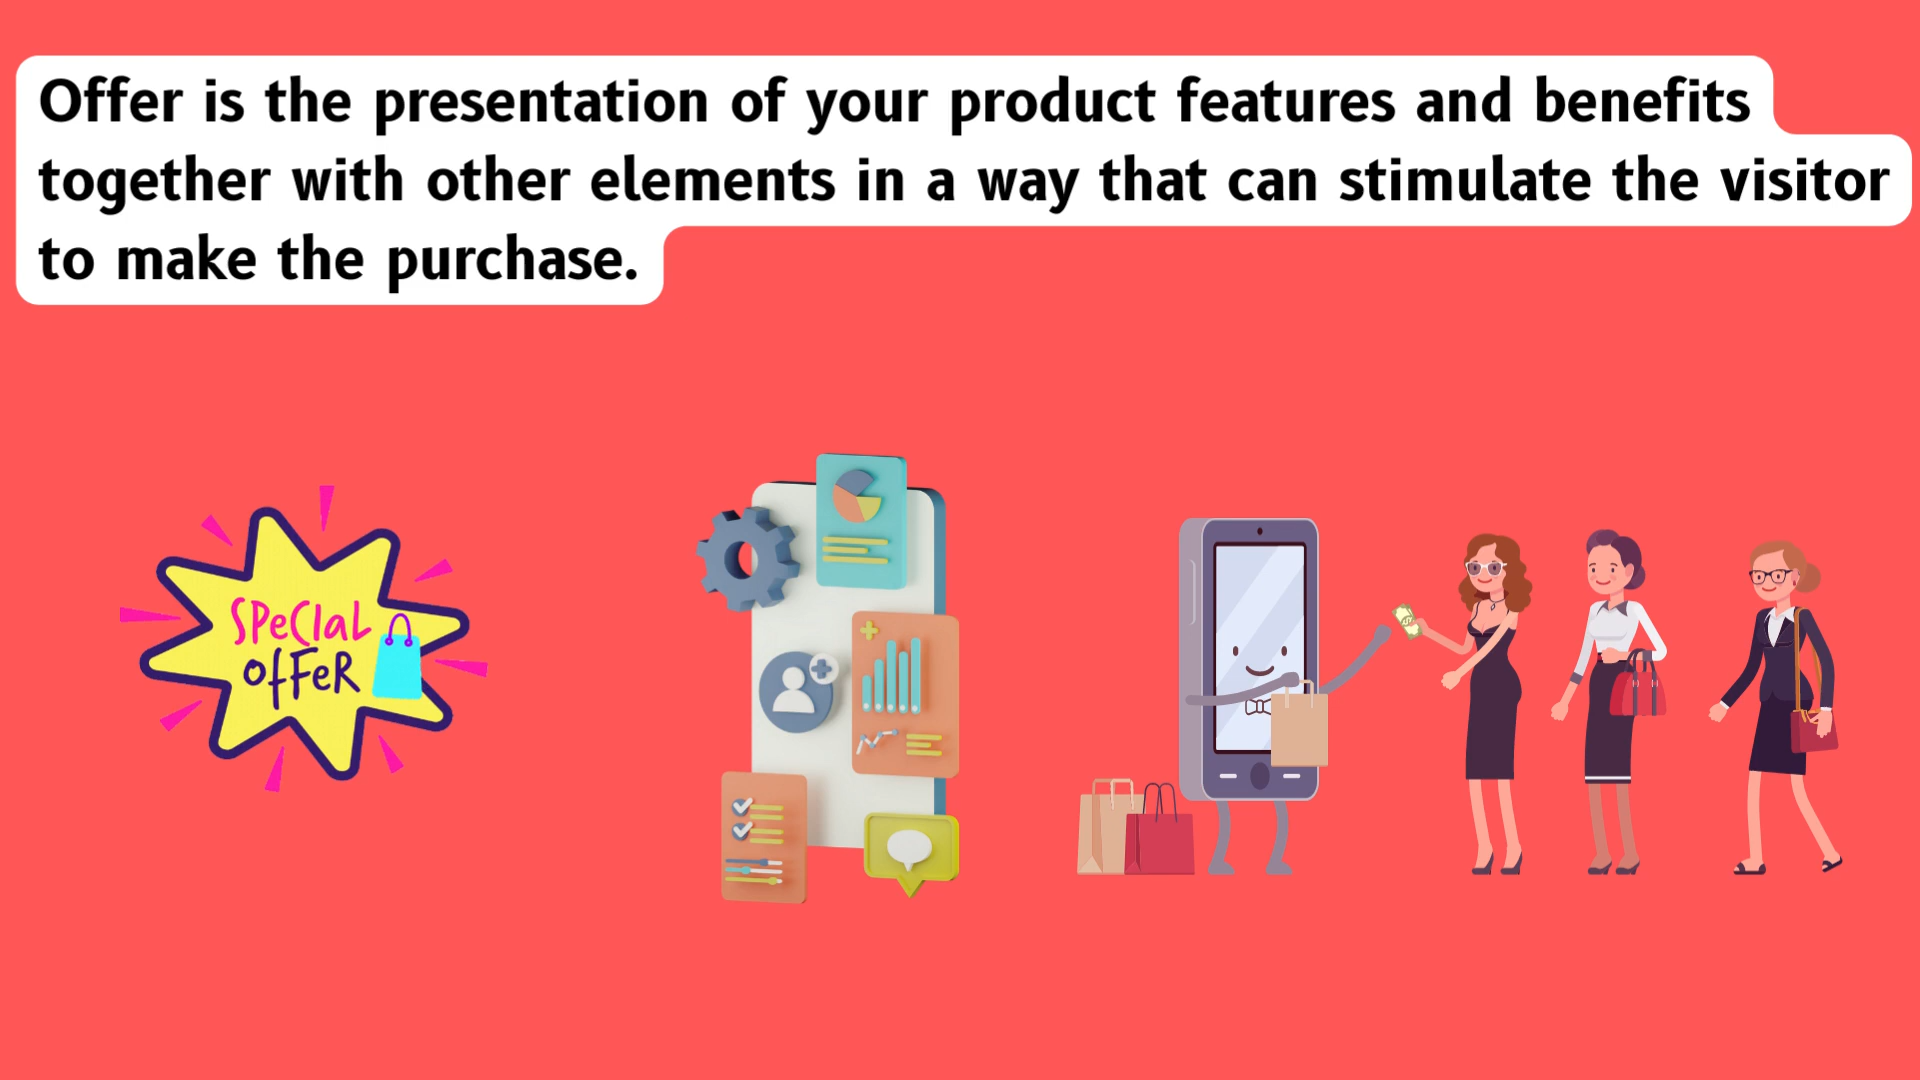 Offer is the presentation of your product features and benefits
together with other elements in a way that can stimulate the visitor
to make the purchase.
SPeCIaL
OfFeR